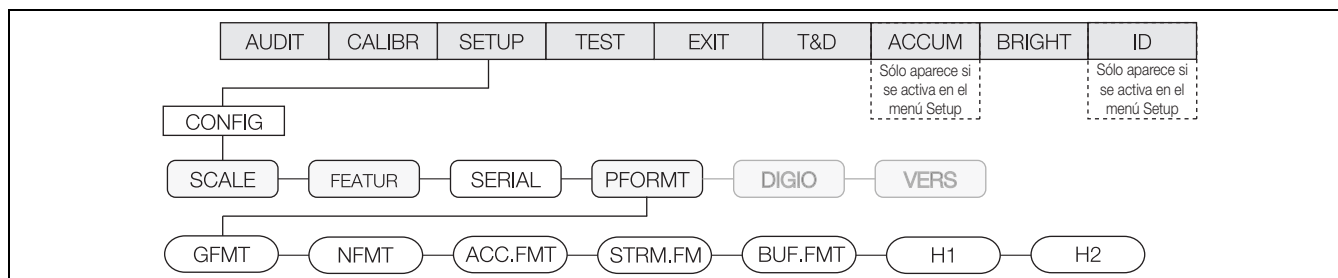 AUDIT CALIBR SETUP TEST EXIT T&D ACCUM BRIGHT ID
Sólo aparece si
se activa en el
menú Setup
Sólo aparece si
se activa en el
menú Setup
CONFIG
SCALE FEATUR SERIAL PFORMT DIGIO VERS
GFMT NFMT ACC.FMT STRM.FM BUF.FMT H1 H2